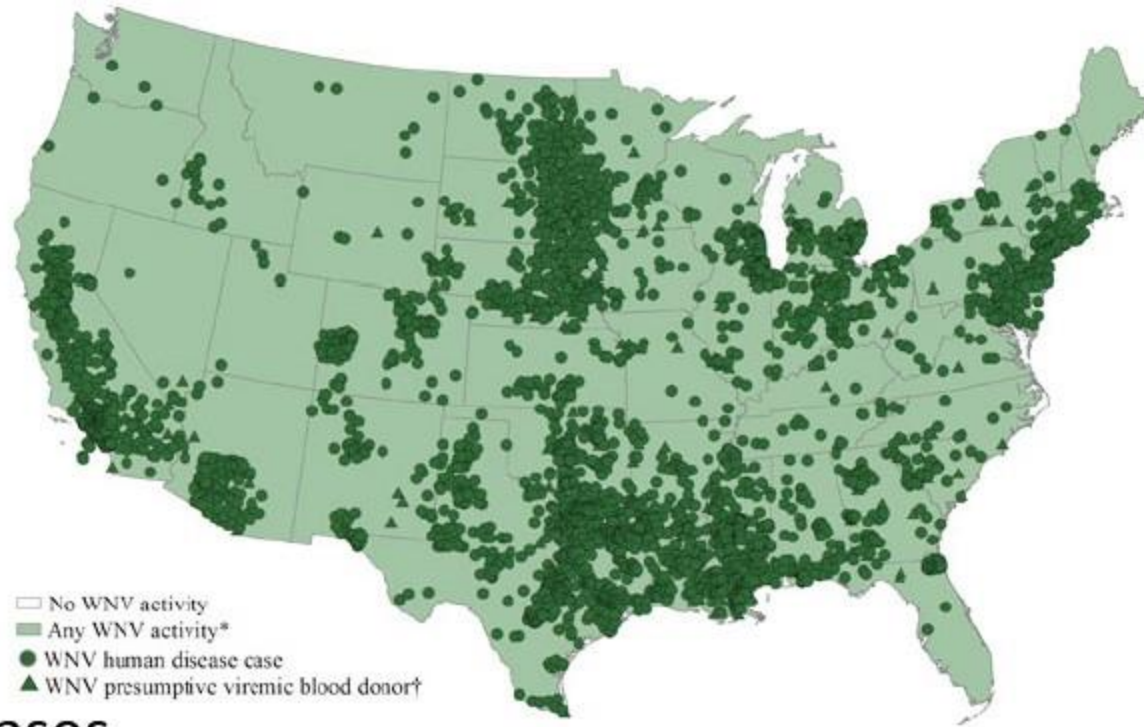 No WNV activity
Any WNV activity*
WNV human disease case
WNV presumptive viremic blood donor†